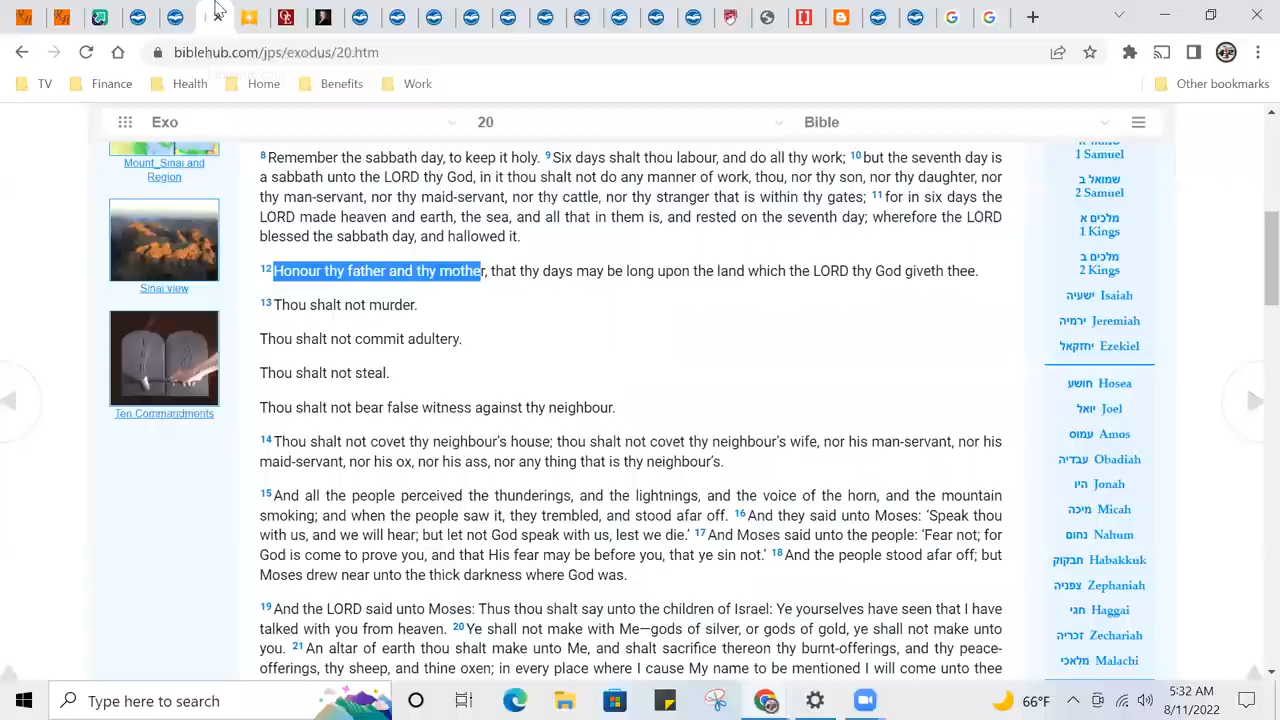 biblehub.com/jps/exodus/20.htm
TV Finance Health Home Benefits Work Other bookmarks
Exo 20 Bible
Mount_Sinai and
Region
Sinai view
Ten Commandments
8 Remember the sabbath day, to keep it holy. 9 Six days shalt thou labour, and do all thy work; 10 but the seventh day is
a sabbath unto the LORD thy God, in it thou shalt not do any manner of work, thou, nor thy son, nor thy daughter, nor
thy man-servant, nor thy maid-servant, nor thy cattle, nor thy stranger that is within thy gates; 11 for in six days the
LORD made heaven and earth, the sea, and all that in them is, and rested on the seventh day; wherefore the LORD
blessed the sabbath day, and hallowed it.
12 Honour thy father and thy mother, that thy days may be long upon the land which the LORD thy God giveth thee.
13 Thou shalt not murder.
Thou shalt not commit adultery.
Thou shalt not steal.
Thou shalt not bear false witness against thy neighbour.
14 Thou shalt not covet thy neighbour's house; thou shalt not covet thy neighbour's wife, nor his man-servant, nor his
maid-servant, nor his ox, nor his ass, nor any thing that is thy neighbour's.
15 And all the people perceived the thunderings, and the lightnings, and the voice of the horn, and the mountain
smoking; and when the people saw it, they trembled, and stood afar off. 16 And they said unto Moses: 'Speak thou
with us, and we will hear; but let not God speak with us, lest we die.' 17 And Moses said unto the people: 'Fear not; for
God is come to prove you, and that His fear may be before you, that ye sin not.' 18 And the people stood afar off; but
Moses drew near unto the thick darkness where God was.
19 And the LORD said unto Moses: Thus thou shalt say unto the children of Israel: Ye yourselves have seen that I have
talked with you from heaven. 20 Ye shall not make with Me—gods of silver, or gods of gold, ye shall not make unto
you. 21 An altar of earth thou shalt make unto Me, and shalt sacrifice thereon thy burnt-offerings, and thy peace-
offerings, thy sheep, and thine oxen; in every place where I cause My name to be mentioned I will come unto thee
1 Samuel
שמואל ב
2 Samuel
מלכים א
1 Kings
מלכים ב
2 Kings
ישעיה Isaiah
ירמיה Jeremiah
יחזקאל Ezekiel
הושע Hosea
יואל Joel
עמוס Amos
עבדיה Obadiah
Jonah
מיכה Micah
נחום Nahum
חבקוק Habakkuk
צפניה Zephaniah
חגי Haggai
זכריה Zechariah
מלאכי Malachi
Type here to search
66°F
5:32 AM
8/11/2022